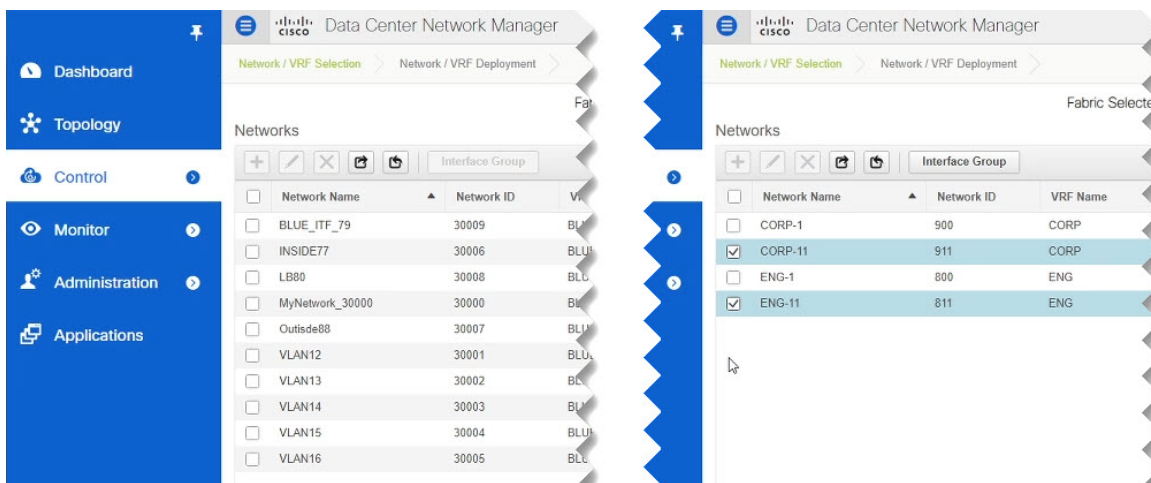 Dashboard
Topology
Control
Monitor
Administration
Applications
cisco Data Center Network Manager
Network / VRF Selection Network / VRF Deployment
Networks
Interface Group
Network Name Network ID
BLUE_ITF_79 30009
INSIDE77 30006
LB80 30008
MyNetwork_30000 30000
Outisde88 30007
VLAN12 30001
VLAN13 30002
VLAN14 30003
VLAN15 30004
VLAN16 30005
cisco Data Center Network Manager
Network / VRF Selection Network / VRF Deployment
Fabric Selecte
Networks
Interface Group
Network Name Network ID VRF Name
CORP-1 900 CORP
CORP-11 911 CORP
ENG-1 800 ENG
ENG-11 811 ENG